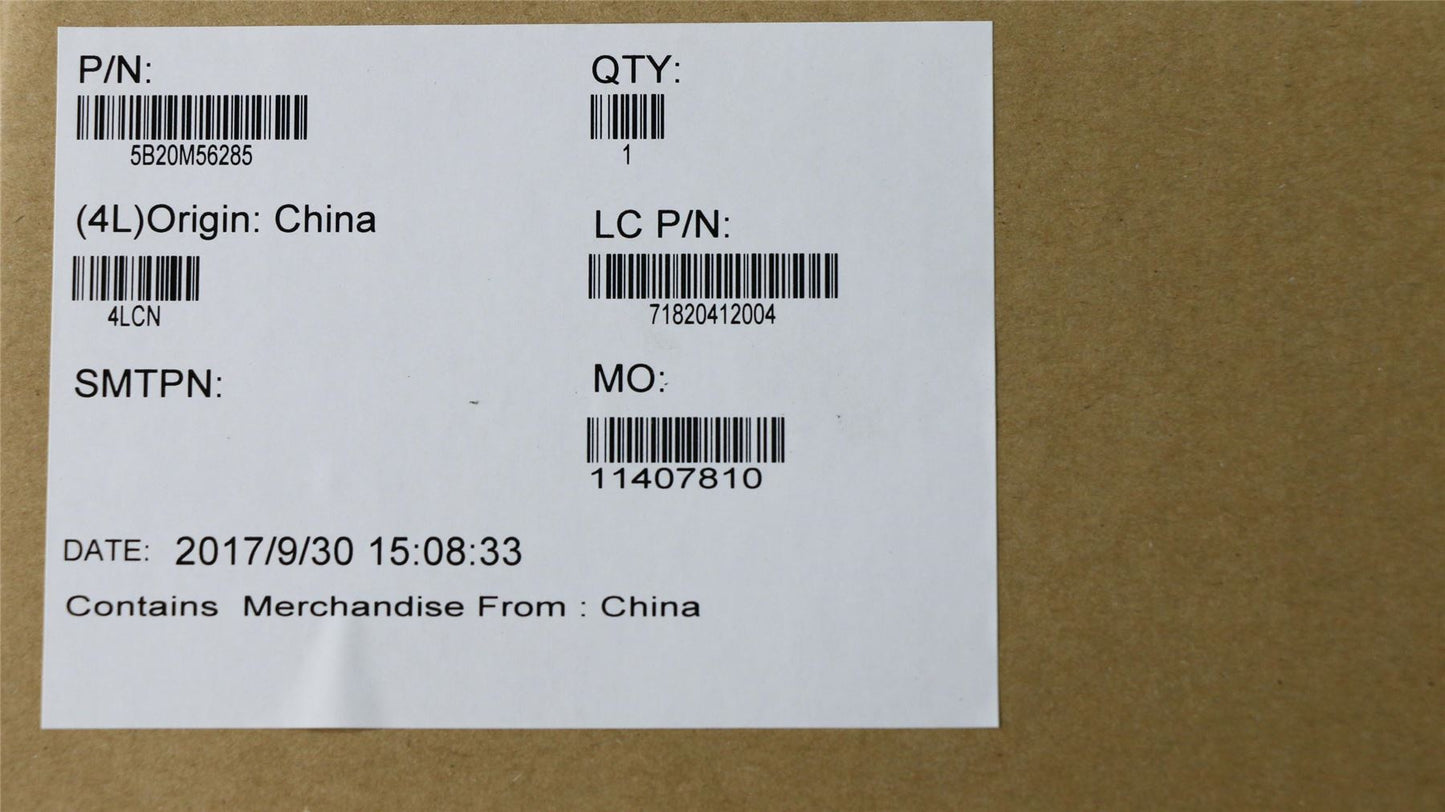 P/N:
5B20M56285
QTY:
1
(4L)Origin: China
4LCN
LC P/N:
71820412004
SMTPN:
MO:
11407810
DATE: 2017/9/30 15:08:33
Contains Merchandise From : China